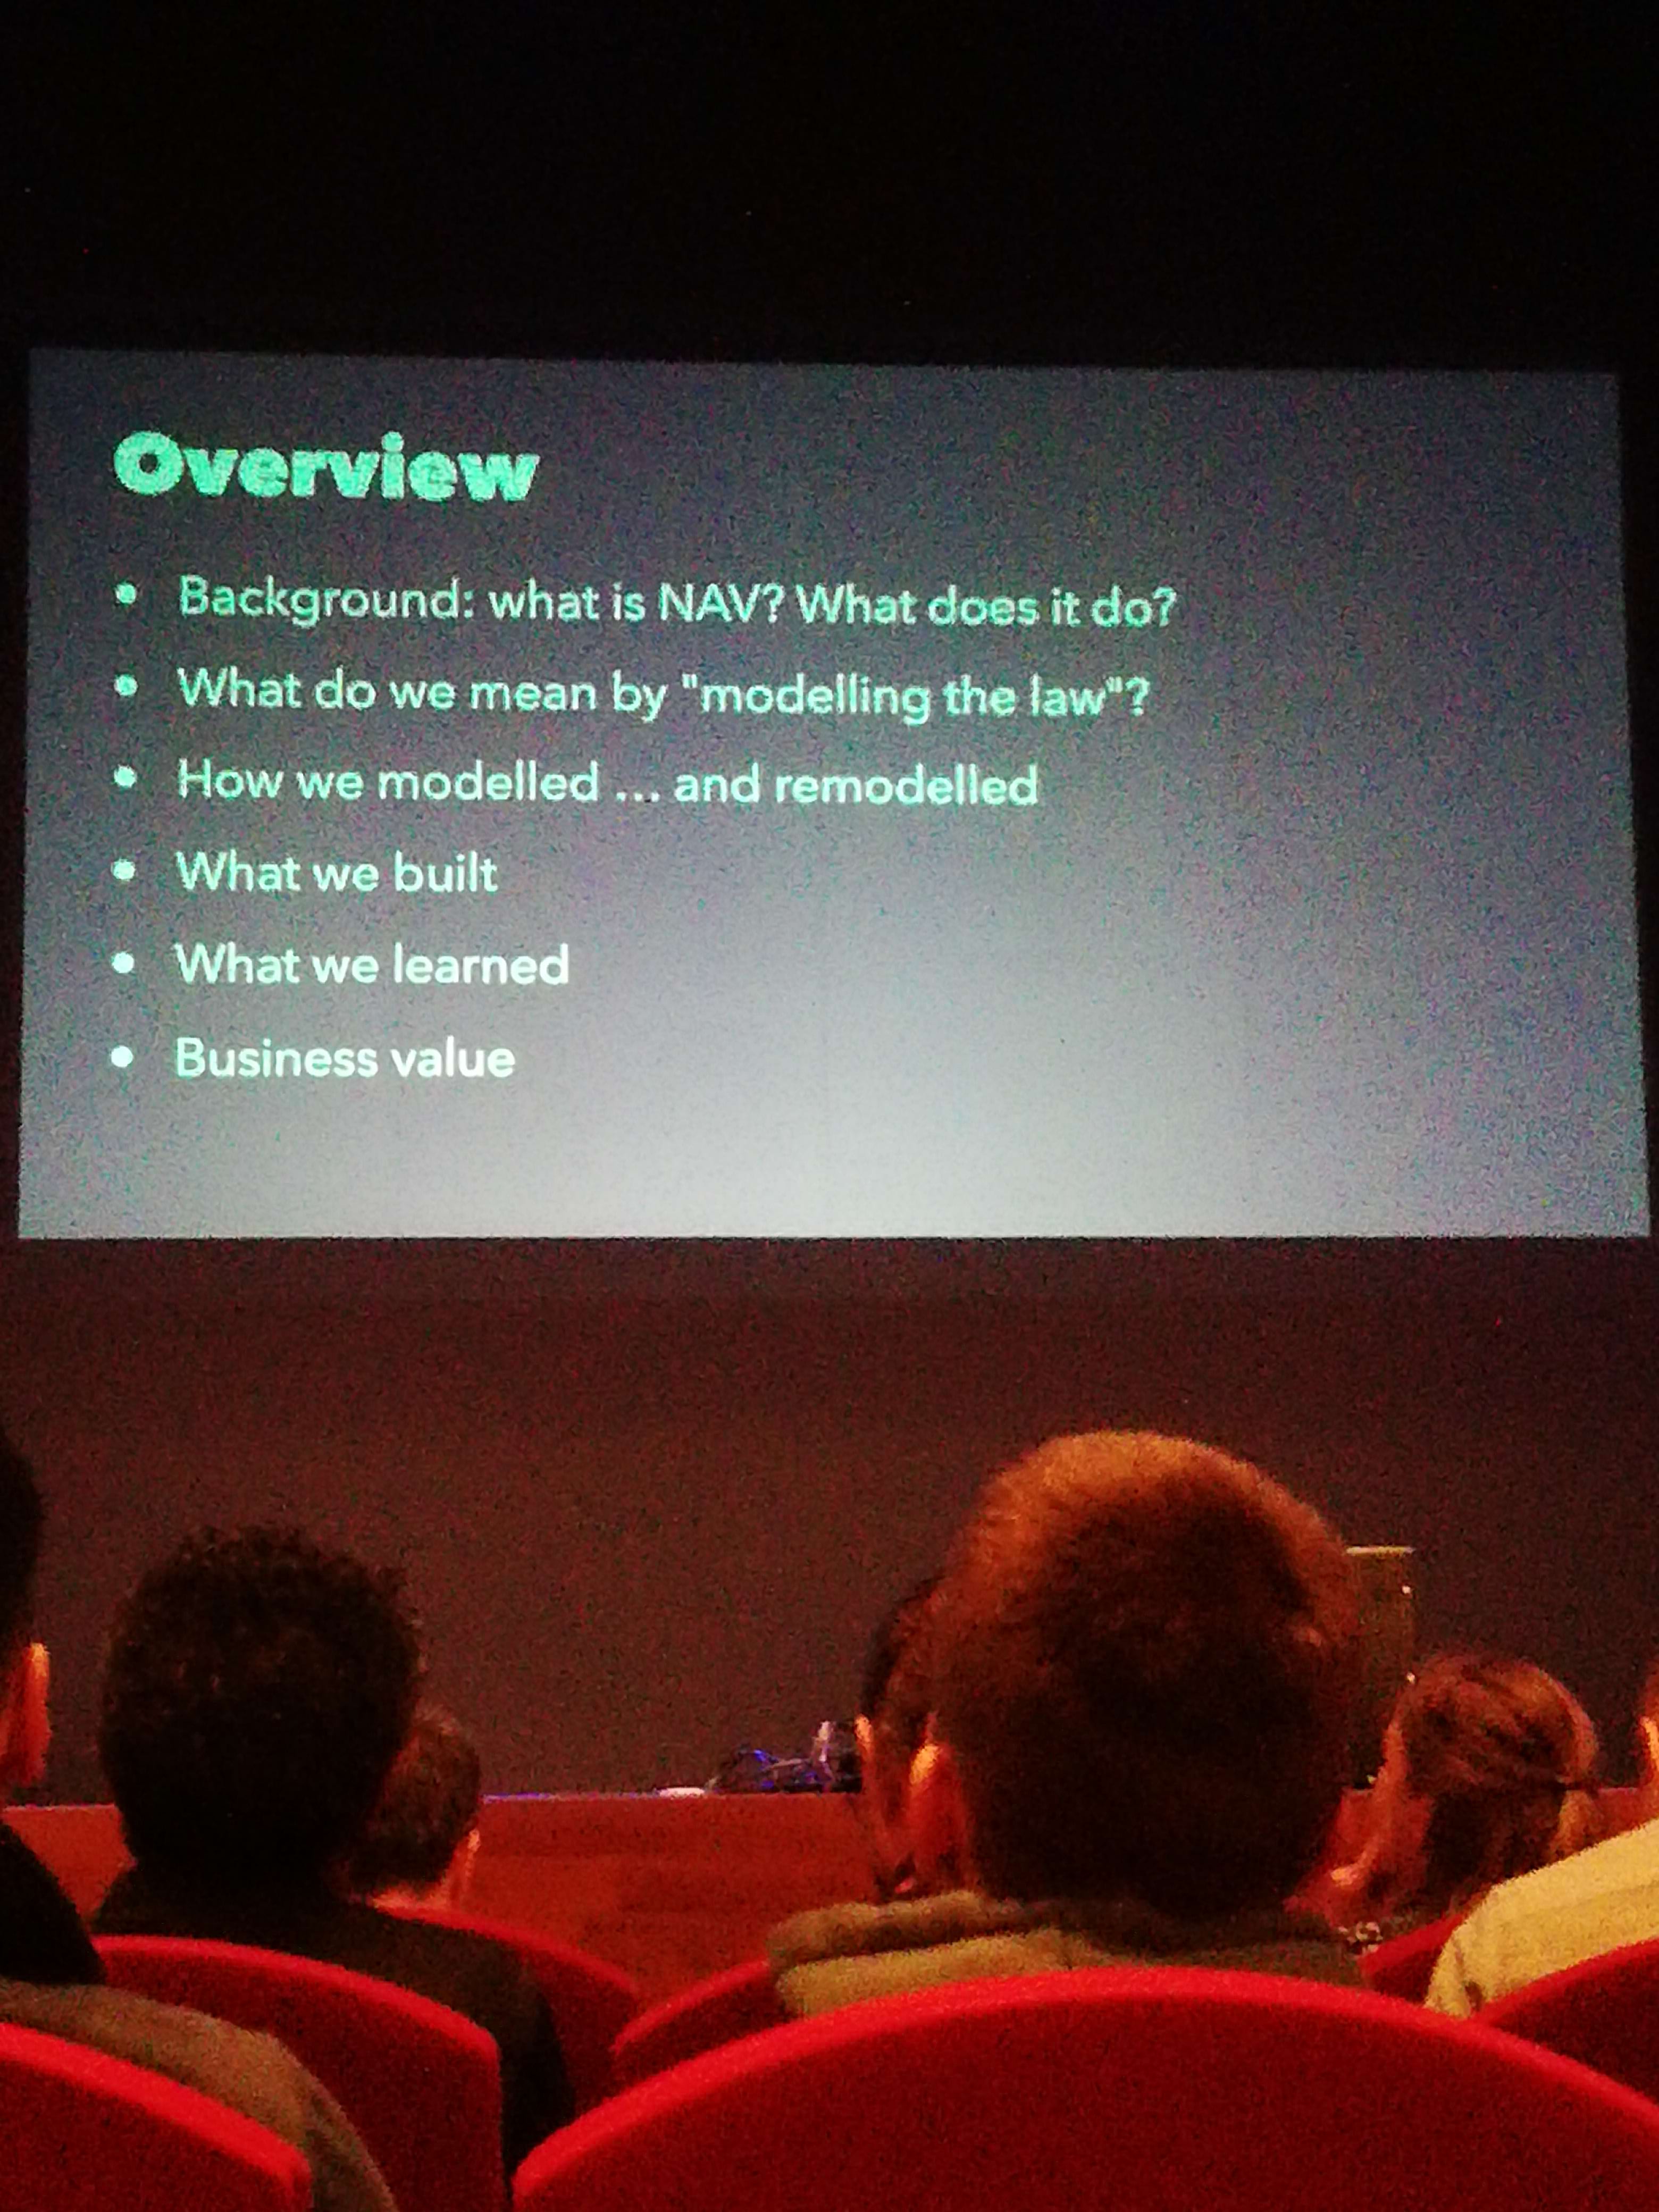 Overview
• Background: what is NAV? What does it do?
• What do we mean by "modelling the law"?
• How we modelled ... and remodelled
• What we built
• What we learned
• Business value